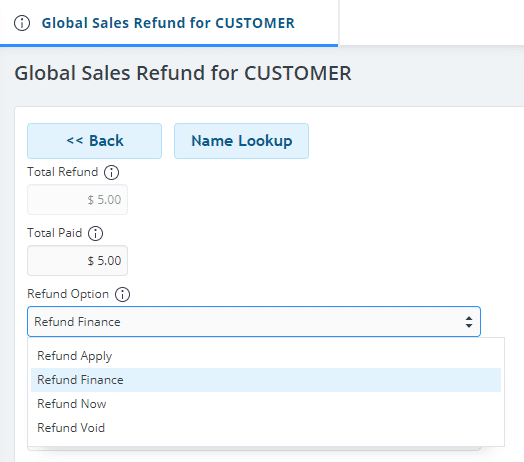 Global Sales Refund for CUSTOMER
Global Sales Refund for CUSTOMER
<< Back
Name Lookup
Total Refund
$ 5.00
Total Paid
$ 5.00
Refund Option
Refund Finance
Refund Apply
Refund Finance
Refund Now
Refund Void